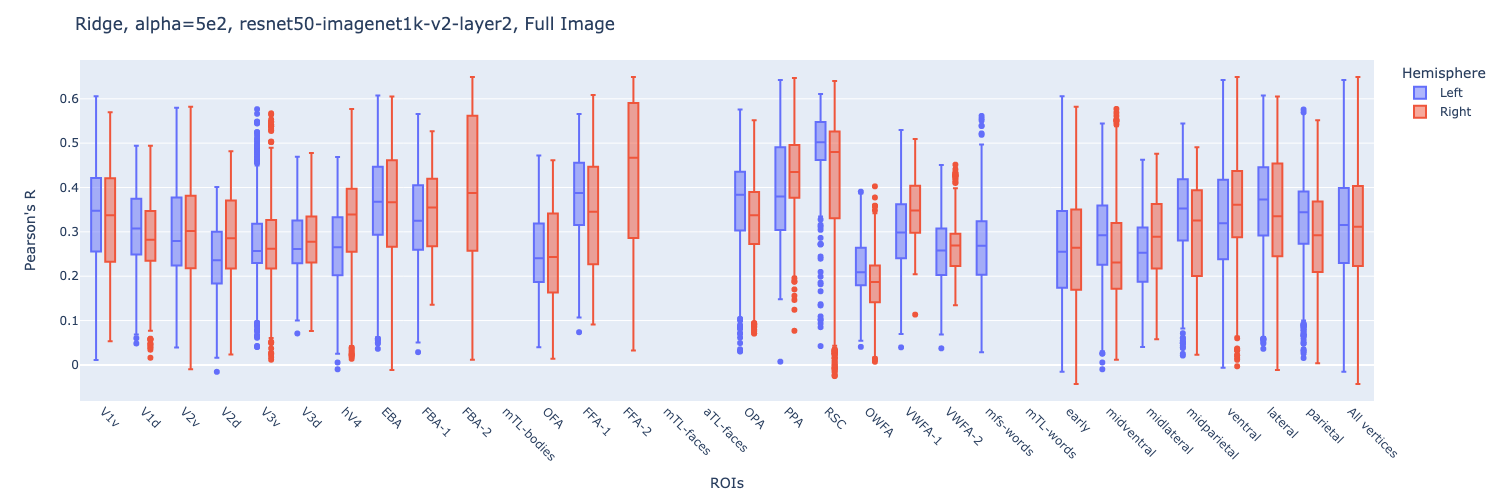 Ridge, alpha=5e2, resnet50-imagenet1k-v2-layer2, Full Image
Hemisphere
Left
Right
Pearson's R
0.6
0.5
0.4
0.3
0.2
0.1
0
V1v
V1d
V2v
V2d
V3v
V3d
hV4
EBA
FBA-1
FBA-2
mTL-bodies
OFA
FFA-1
FFA-2
mTL-faces
aTL-faces
OPA
PPA
RSC
OWFA
VWFA-1
VWFA-2
mfs-words
mTL-words
early
midventral
midlateral
midparietal
ventral
lateral
parietal
All vertices
ROIs